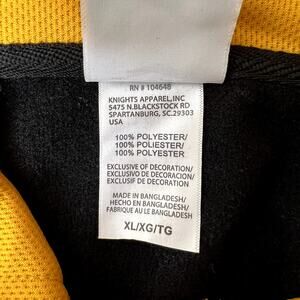 RN # 104648
KNIGHTS APPAREL,INC
5475 N.BLACKSTOCK RD
SPARTANBURG, SC.29303
USA
100% POLYESTER/
100% POLYESTER/
100% POLYESTER
EXCLUSIVE OF DECORATION/
EXCLUSIVO DE DECORACION/
EXCLUSIF DE DECORATION
MADE IN BANGLADESH/
HECHO EN BANGLADESH/
FABRIQUE AU LE BANGLADESH
XL/XG/TG